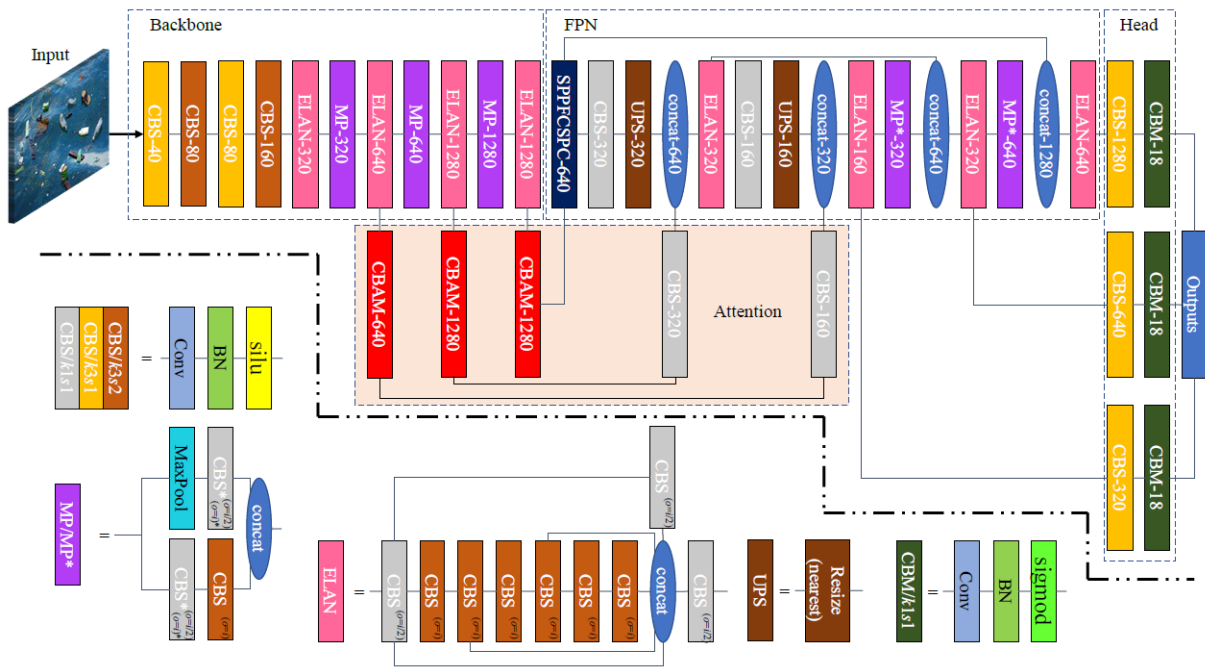 Input
Backbone
FPN
Head
CBS-40
CBS-80
CBS-80
CBS-160
ELAN-320
MP-320
ELAN-640
MP-640
ELAN-1280
MP-1280
ELAN-1280
SPPFCSPC-640
CBS-320
UPS-320
concat-640
ELAN-320
CBS-160
UPS-160
concat-320
ELAN-160
MP*-320
concat-640
ELAN-320
MP*-640
concat-1280
ELAN-640
CBS-1280
CBM-18
CBAM-640
CBAM-1280
CBAM-1280
CBS-320
Attention
CBS-160
CBS-640
CBM-18
Outputs
CBS-320
CBM-18
CBS/k1s1
CBS/k3s1
CBS/k3s2
=
Conv
BN
silu
MP/MP*
=
MaxPool
CBS*(o=i/2)
(o=i)*
CBS*(o=i/2)
(o=i)*
CBS(o=i)
concat
ELAN
=
CBS(o=i/2)
CBS(o=i)
CBS(o=i)
CBS(o=i)
CBS(o=i)
CBS(o=i)
CBS(o=i)
CBS(o=i/2)
concat
CBS(o=i/2)
UPS
=
Resize
(nearest)
CBM/k1s1
=
Conv
BN
sigmod